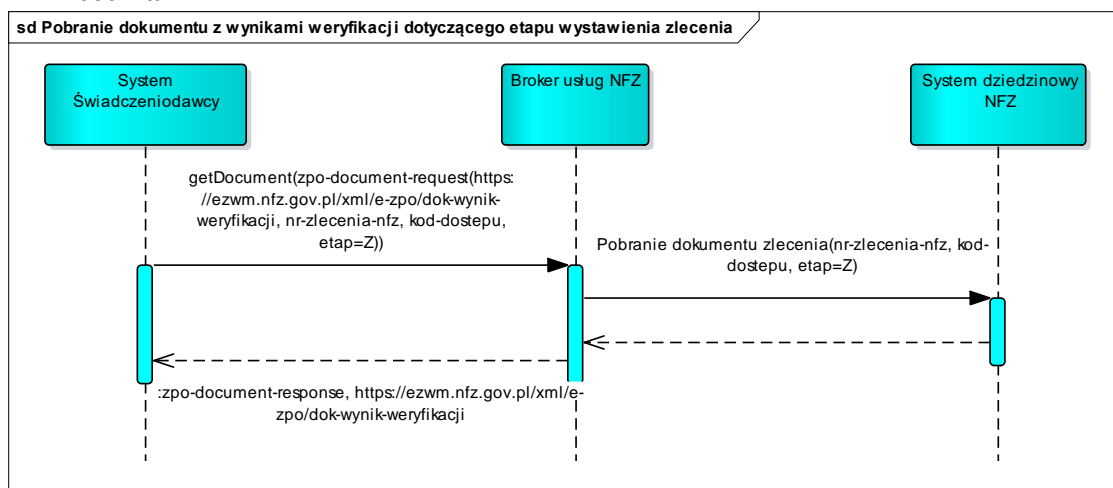 sd Pobranie dokumentu z wynikami weryfikacji dotyczącego etapu wystawienia zlecenia
System
Świadczeniodawcy
Broker usług NFZ
System dziedzinowy
NFZ
getDocument(zpo-document-request(https:
//ezwm.nfz.gov.pl/xml/e-zpo/dok-wynik-
weryfikacji, nr-zlecenia-nfz, kod-dostepu,
etap=Z))
Pobranie dokumentu zlecenia(nr-zlecenia-nfz, kod-
dostepu, etap=Z)
:zpo-document-response, https://ezwm.nfz.gov.pl/xml/e-
zpo/dok-wynik-weryfikacji